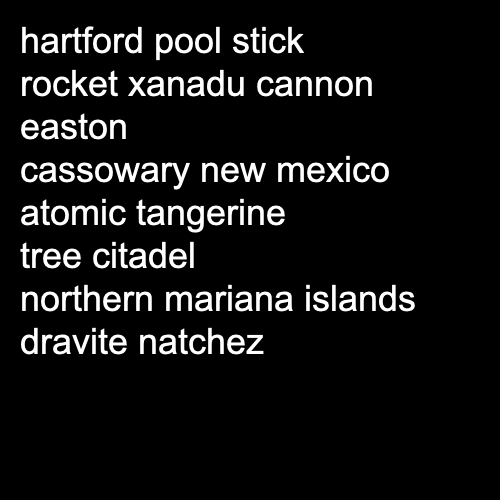 hartford pool stick
rocket xanadu cannon
easton
cassowary new mexico
atomic tangerine
tree citadel
northern mariana islands
dravite natchez